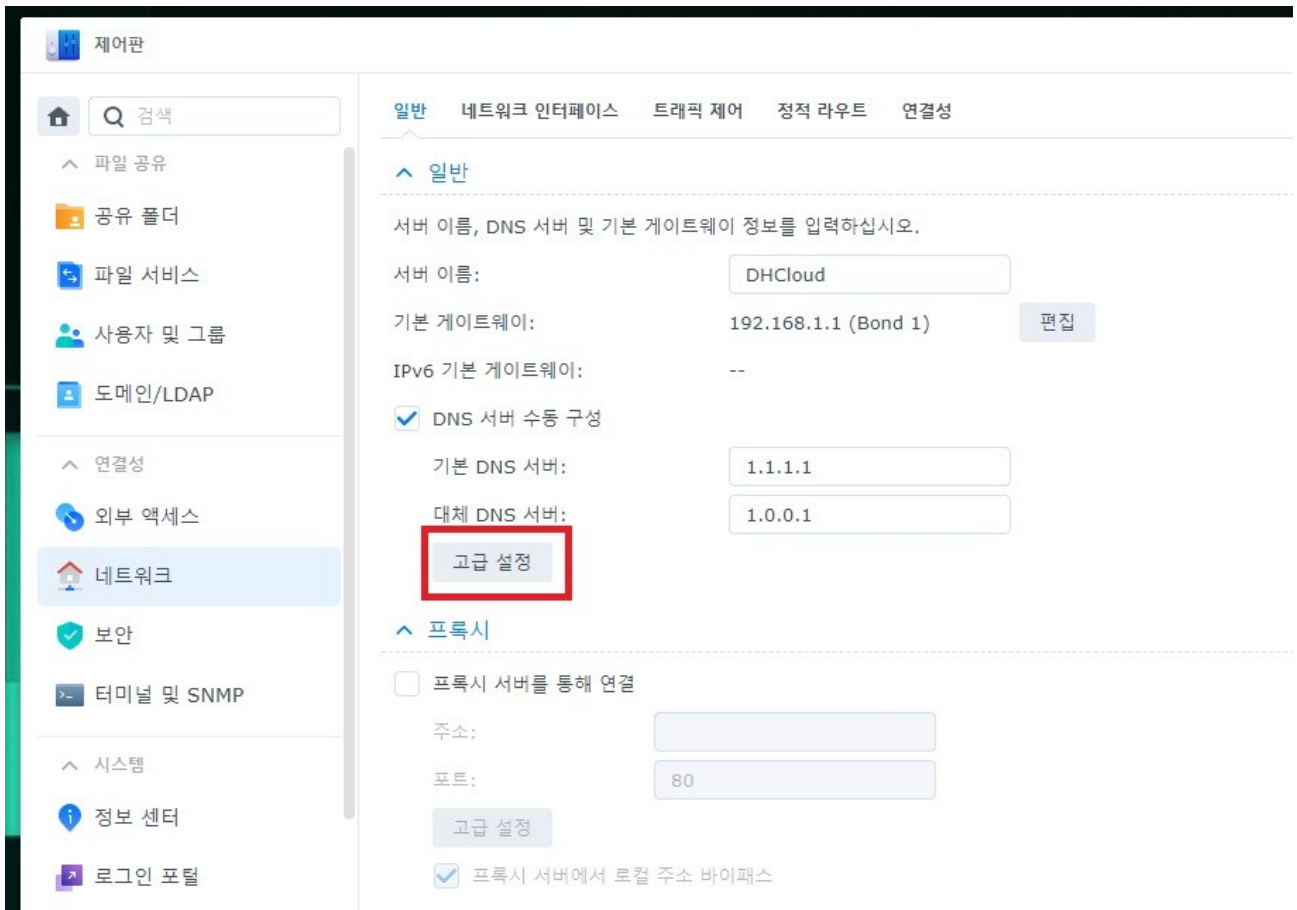 제어판
검색
파일 공유
공유 폴더
파일 서비스
사용자 및 그룹
도메인/LDAP
연결성
외부 액세스
네트워크
보안
터미널 및 SNMP
시스템
정보 센터
로그인 포털
일반 네트워크 인터페이스 트래픽 제어 정적 라우트 연결성
일반
서버 이름, DNS 서버 및 기본 게이트웨이 정보를 입력하십시오.
서버 이름: DHCloud
기본 게이트웨이: 192.168.1.1 (Bond 1) 편집
IPv6 기본 게이트웨이: --
DNS 서버 수동 구성
기본 DNS 서버: 1.1.1.1
대체 DNS 서버: 1.0.0.1
고급 설정
프록시
프록시 서버를 통해 연결
주소:
포트: 80
고급 설정
프록시 서버에서 로컬 주소 바이패스